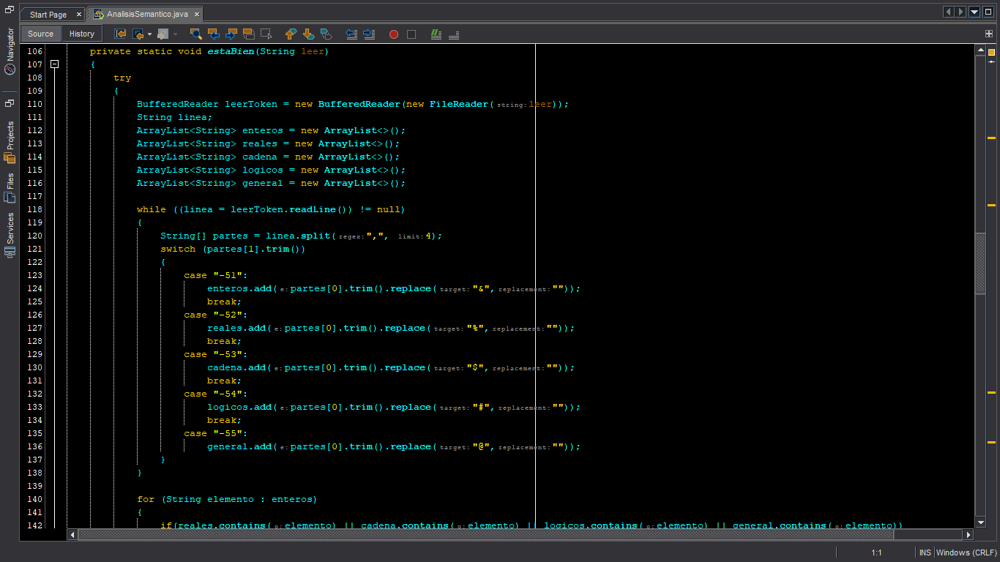 Start Page
AnalisisSemantico.java
Source
History
Navigator
Projects
Files
Services
106 private static void estaBien(String leer)
107 {
108 try
109 {
110 BufferedReader leerToken = new BufferedReader(new FileReader(string:leer));
111 String linea;
112 ArrayList<String> enteros = new ArrayList<>();
113 ArrayList<String> reales = new ArrayList<>();
114 ArrayList<String> cadena = new ArrayList<>();
115 ArrayList<String> logicos = new ArrayList<>();
116 ArrayList<String> general = new ArrayList<>();
117
118 while ((linea = leerToken.readLine()) != null)
119 {
120 String[] partes = linea.split(regex:",", limit:4);
121 switch (partes[1].trim())
122 {
123 case "-51":
124 enteros.add(e:partes[0].trim().replace(target:"&", replacement:""));
125 break;
126 case "-52":
127 reales.add(e:partes[0].trim().replace(target:"%", replacement:""));
128 break;
129 case "-53":
130 cadena.add(e:partes[0].trim().replace(target:"$", replacement:""));
131 break;
132 case "-54":
133 logicos.add(e:partes[0].trim().replace(target:"#", replacement:""));
134 break;
135 case "-55":
136 general.add(e:partes[0].trim().replace(target:"@", replacement:""));
137 }
138 }
139
140 for (String elemento : enteros)
141 {
142 if(reales.contains(o:elemento) || cadena.contains(o:elemento) || logicos.contains(o:elemento) || general.contains(o:elemento))
1:1 INS Windows (CRLF)